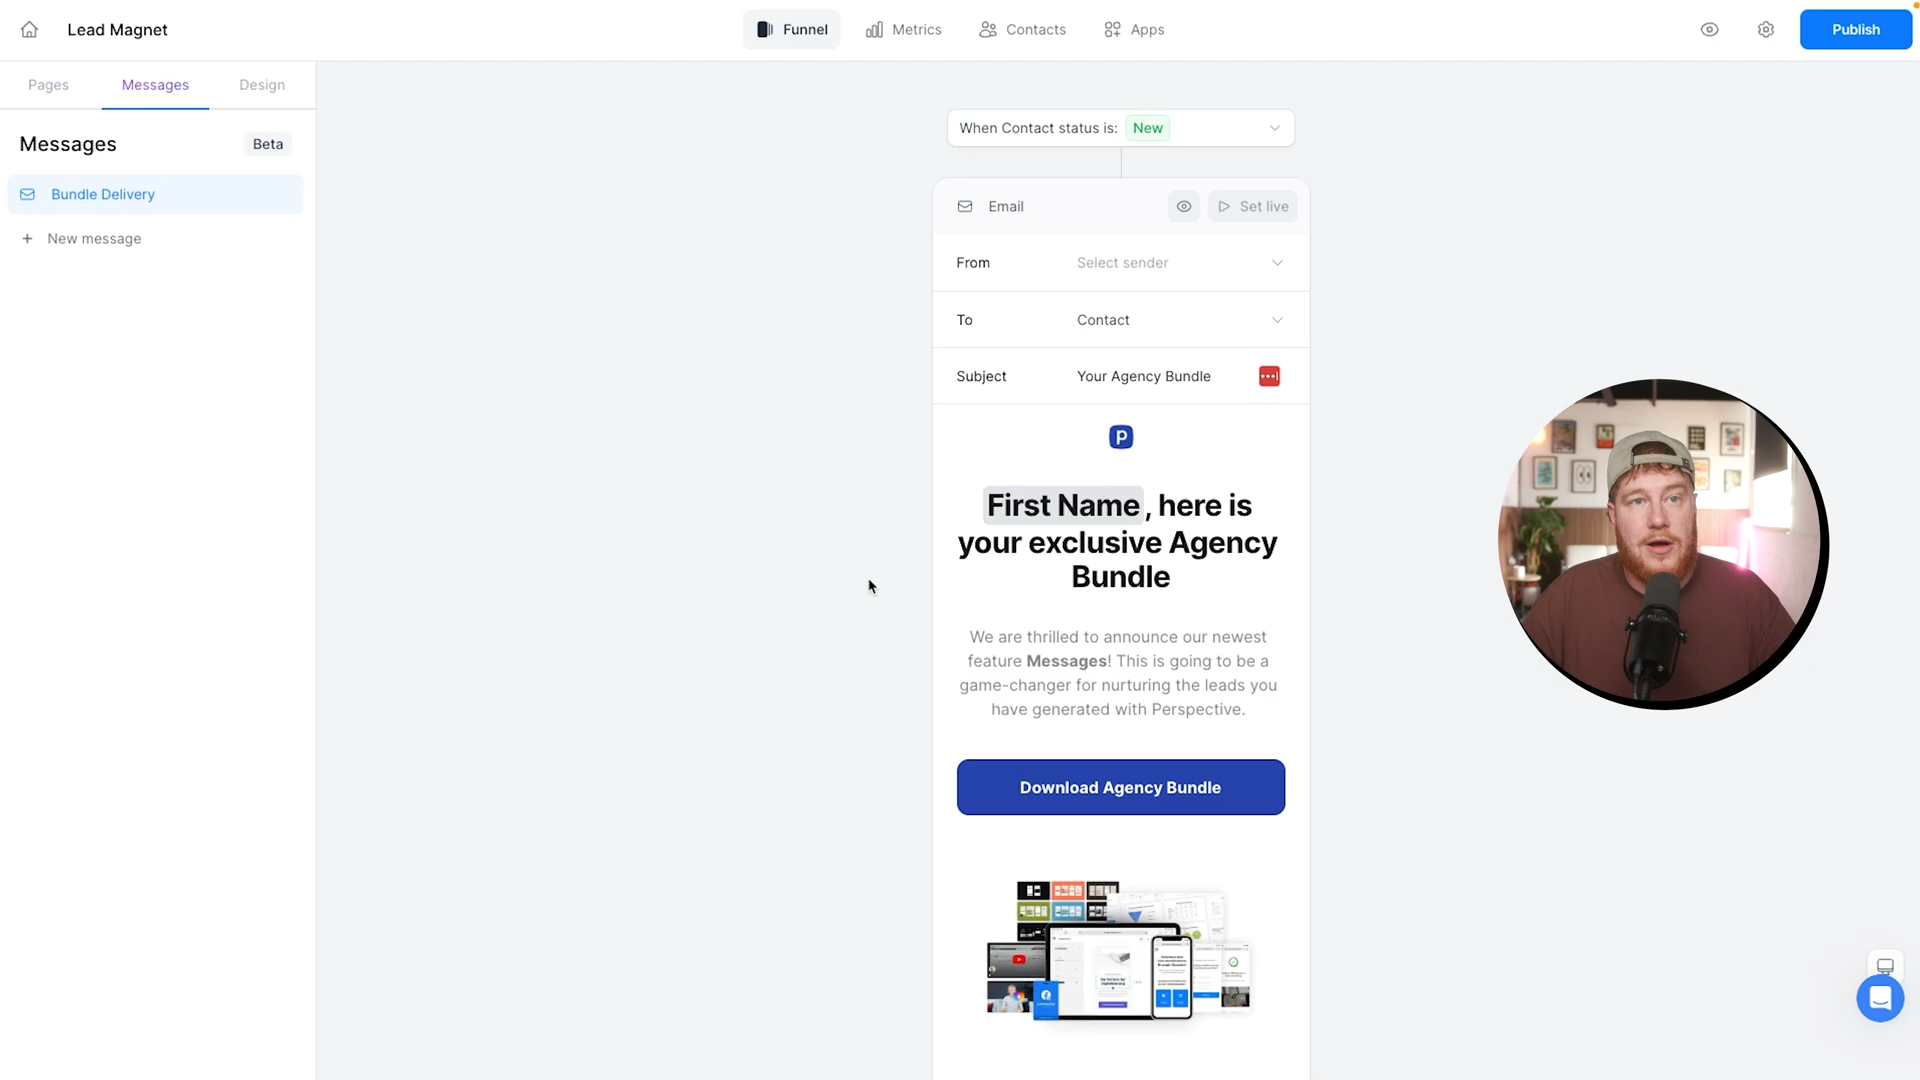 Lead Magnet
Funnel
Metrics
Contacts
Apps
Publish
Pages
Messages
Design
Messages
Beta
Bundle Delivery
New message
When Contact status is: New
Email
Set live
From
Select sender
To
Contact
Subject
Your Agency Bundle
P
First Name , here is
your exclusive Agency
Bundle
We are thrilled to announce our newest
feature Messages! This is going to be a
game-changer for nurturing the leads you
have generated with Perspective.
Download Agency Bundle